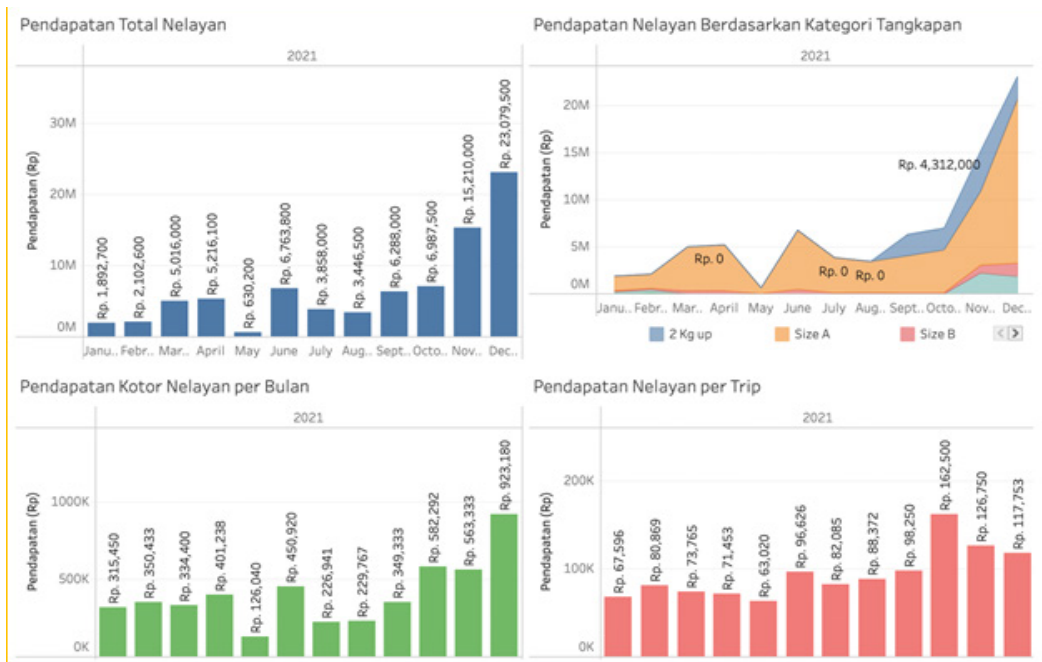 Pendapatan Total Nelayan
2021
Pendapatan (Rp)
30M
20M
10M
0M
Rp. 1,892,700
Rp. 2,102,600
Rp. 5,016,000
Rp. 5,216,100
Rp. 630,200
Rp. 6,763,800
Rp. 3,858,000
Rp. 3,446,500
Rp. 6,288,000
Rp. 6,987,500
Rp. 15,210,000
Rp. 23,079,500
Janu.. Febr.. Mar.. April May June July Aug.. Sept.. Octo.. Nov.. Dec..
Pendapatan Nelayan Berdasarkan Kategori Tangkapan
2021
Pendapatan (Rp)
20M
15M
10M
5M
0M
Rp. 4,312,000
Rp. 0
Rp. 0
Rp. 0
Janu.. Febr.. Mar.. April May June July Aug.. Sept.. Octo.. Nov.. Dec..
2 Kg up
Size A
Size B
Pendapatan Kotor Nelayan per Bulan
2021
Pendapatan (Rp)
1000K
500K
0K
Rp. 315,450
Rp. 350,433
Rp. 334,400
Rp. 401,238
Rp. 126,040
Rp. 450,920
Rp. 226,941
Rp. 229,767
Rp. 349,333
Rp. 582,292
Rp. 563,333
Rp. 923,180
Pendapatan Nelayan per Trip
2021
Pendapatan (Rp)
200K
100K
0K
Rp. 67,596
Rp. 80,869
Rp. 73,765
Rp. 71,453
Rp. 63,020
Rp. 96,626
Rp. 82,085
Rp. 88,372
Rp. 98,250
Rp. 162,500
Rp. 126,750
Rp. 117,753